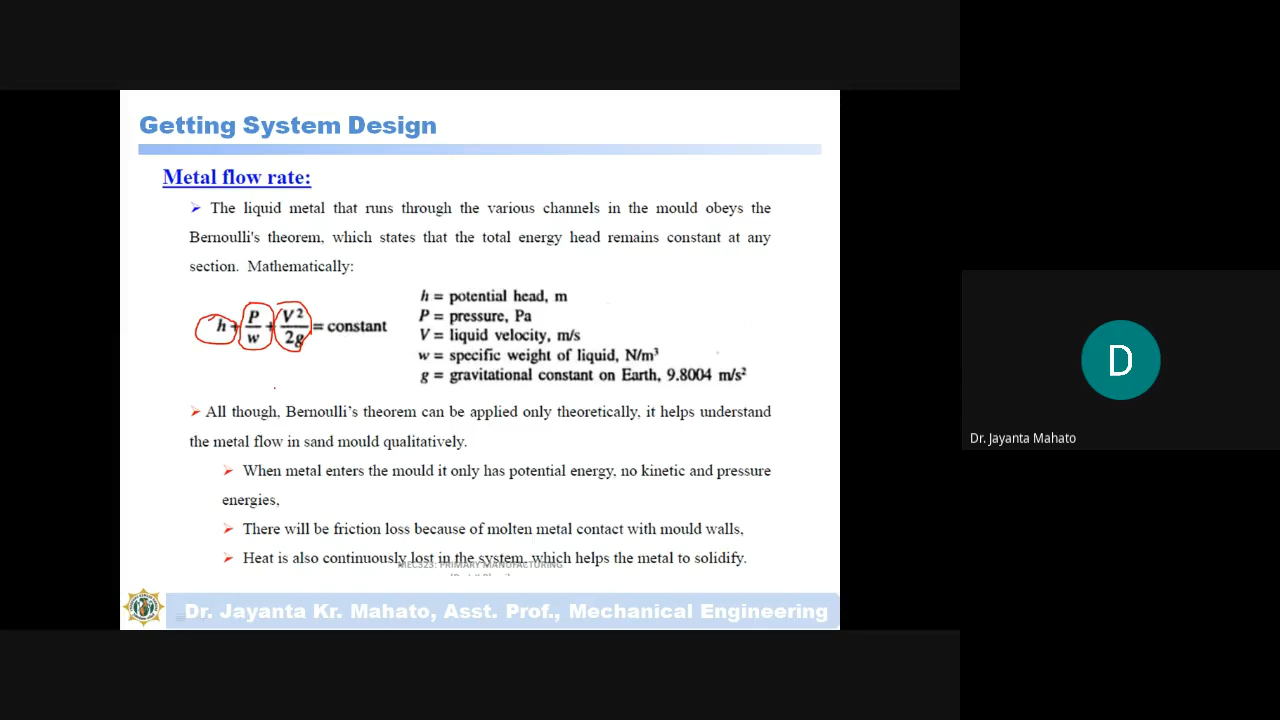 Getting System Design
Metal flow rate:
➢ The liquid metal that runs through the various channels in the mould obeys the
Bernoulli's theorem, which states that the total energy head remains constant at any
section. Mathematically:
h + P/w + V²/2g = constant
h = potential head, m
P = pressure, Pa
V = liquid velocity, m/s
w = specific weight of liquid, N/m³
g = gravitational constant on Earth, 9.8004 m/s²
➢ All though, Bernoulli's theorem can be applied only theoretically, it helps understand
the metal flow in sand mould qualitatively.
➢ When metal enters the mould it only has potential energy, no kinetic and pressure
energies,
➢ There will be friction loss because of molten metal contact with mould walls,
➢ Heat is also continuously lost in the system, which helps the metal to solidify.
MEC323: PRIMARY MANUFACTURING
Dr. Jayanta Kr. Mahato, Asst. Prof., Mechanical Engineering
D
Dr. Jayanta Mahato